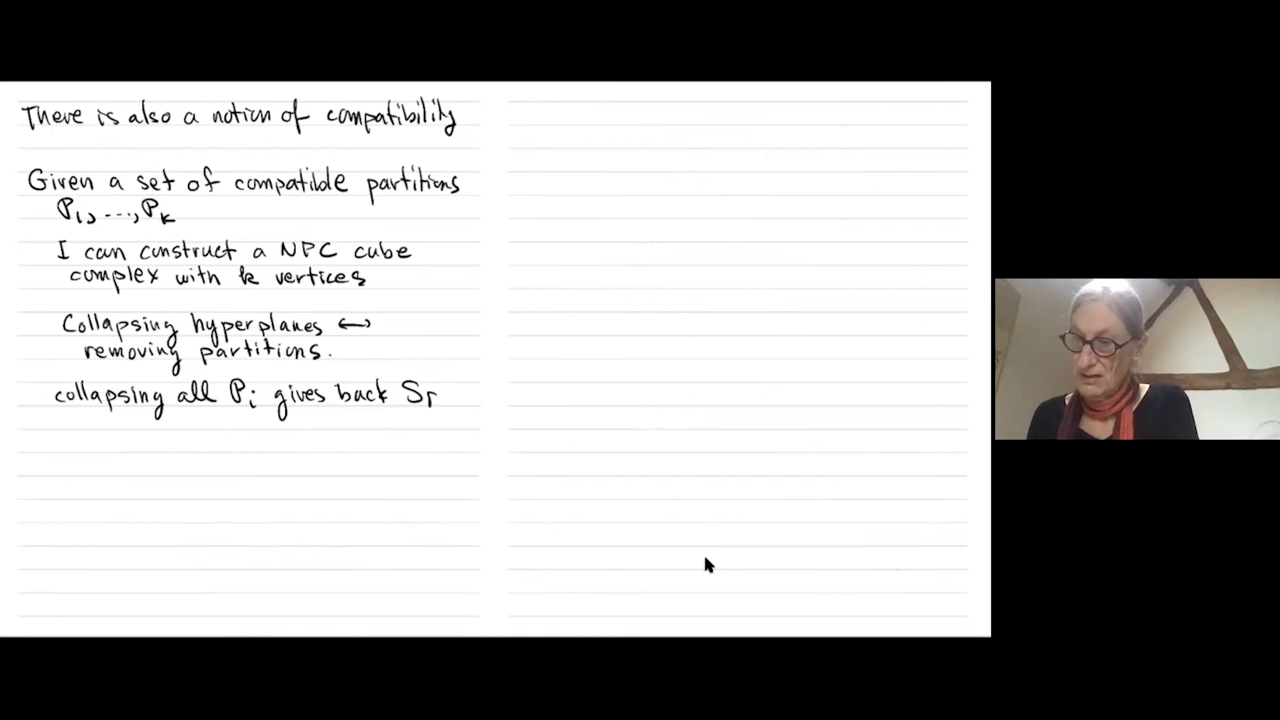 There is also a notion of compatibility
Given a set of compatible partitions
P₁, ..., Pₖ
I can construct a NPC cube
complex with k vertices
Collapsing hyperplanes ↔
removing partitions.
collapsing all Pᵢ gives back S_Γ